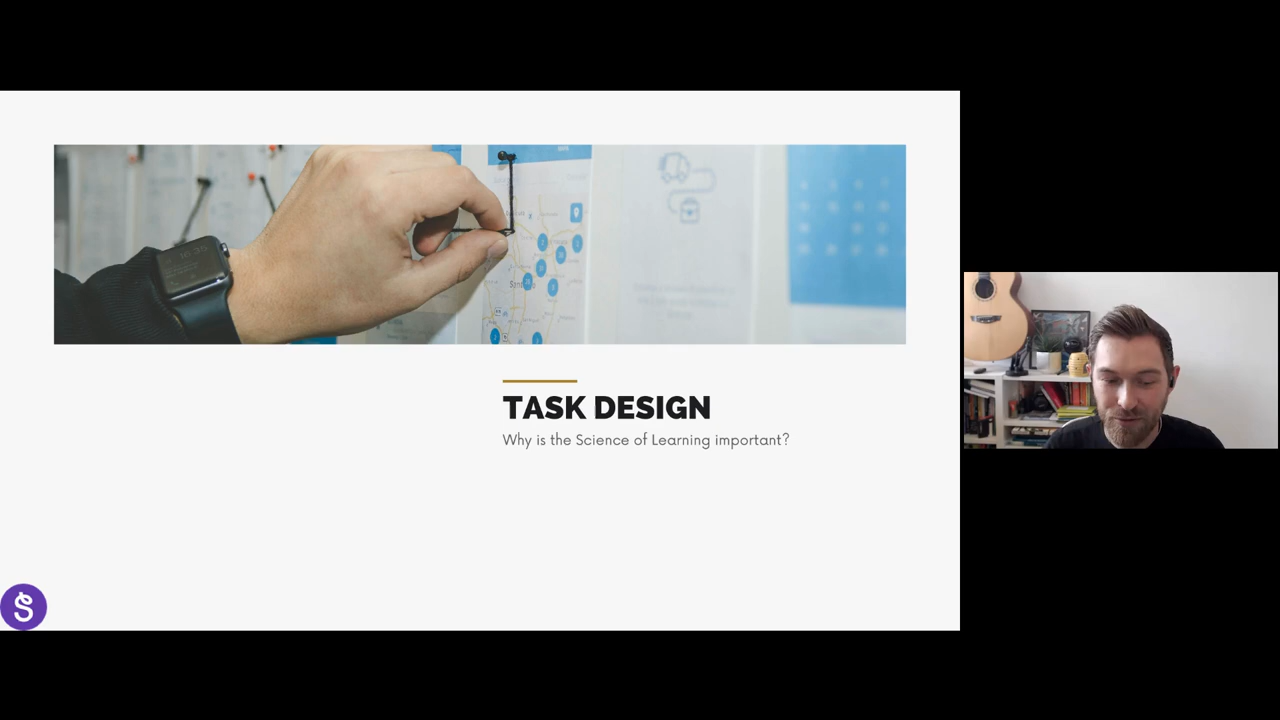 TASK DESIGN
Why is the Science of Learning important?